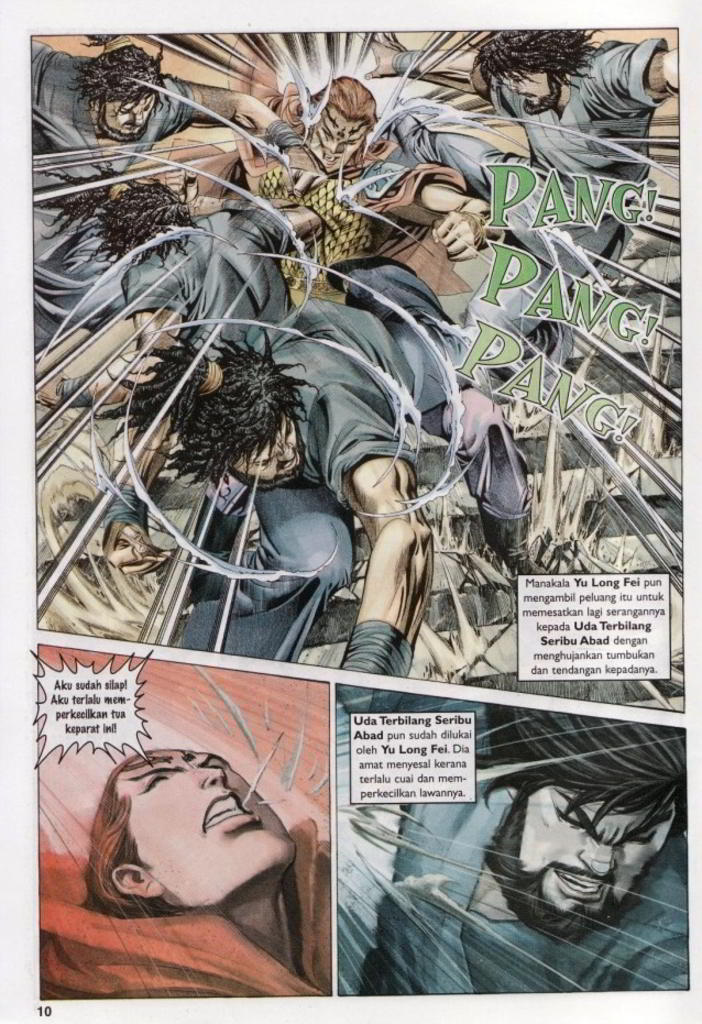 PANG!
PANG!
PANG!
Manakala Yu Long Fei pun
mengambil peluang itu untuk
memesatkan lagi serangannya
kepada Uda Terbilang
Seribu Abad dengan
menghujankan tumbukan
dan tendangan kepadanya.
Aku sudah silap!
Aku terlalu mem-
perkecilkan tua
keparat ini!
Uda Terbilang Seribu
Abad pun sudah dilukai
oleh Yu Long Fei. Dia
amat menyesal kerana
terlalu cuai dan mem-
perkecilkan lawannya.
10